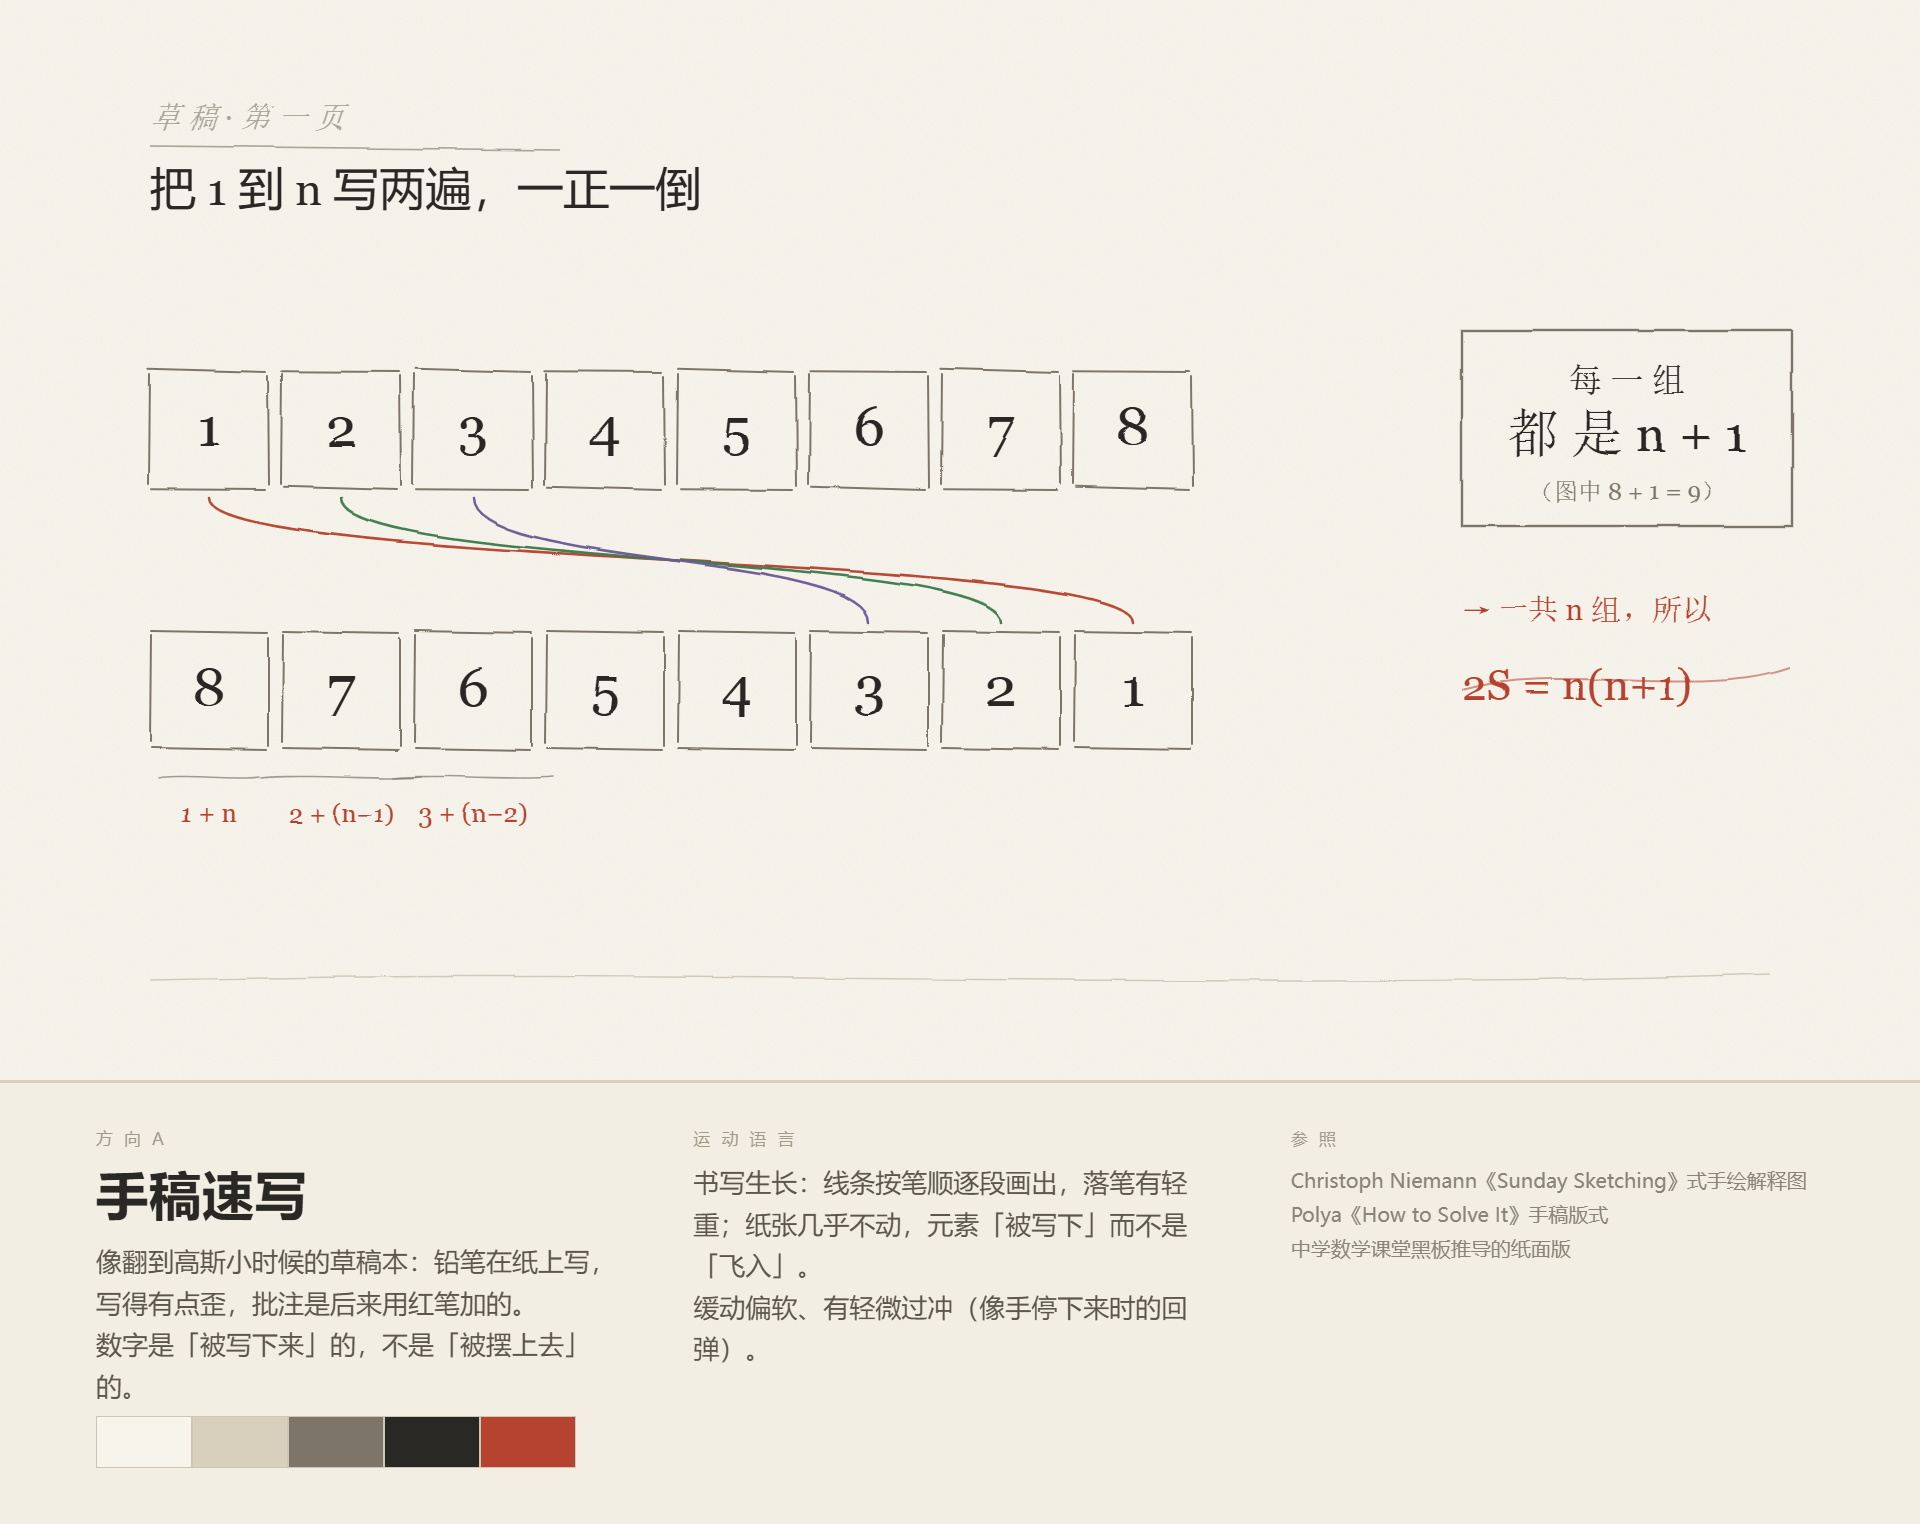 草稿·第一页
把 1 到 n 写两遍，一正一倒
1 2 3 4 5 6 7 8
8 7 6 5 4 3 2 1
1 + n 2 + (n−1) 3 + (n−2)
每一组
都是 n + 1
（图中 8 + 1 = 9）
→ 一共 n 组，所以
2S = n(n+1)
方向 A
手稿速写
像翻到高斯小时候的草稿本：铅笔在纸上写，
写得有点歪，批注是后来用红笔加的。
数字是「被写下来」的，不是「被摆上去」
的。
运动语言
书写生长：线条按笔顺逐段画出，落笔有轻
重；纸张几乎不动，元素「被写下」而不是
「飞入」。
缓动偏软、有轻微过冲（像手停下来时的回
弹）。
参照
Christoph Niemann《Sunday Sketching》式手绘解释图
Polya《How to Solve It》手稿版式
中学数学课堂黑板推导的纸面版